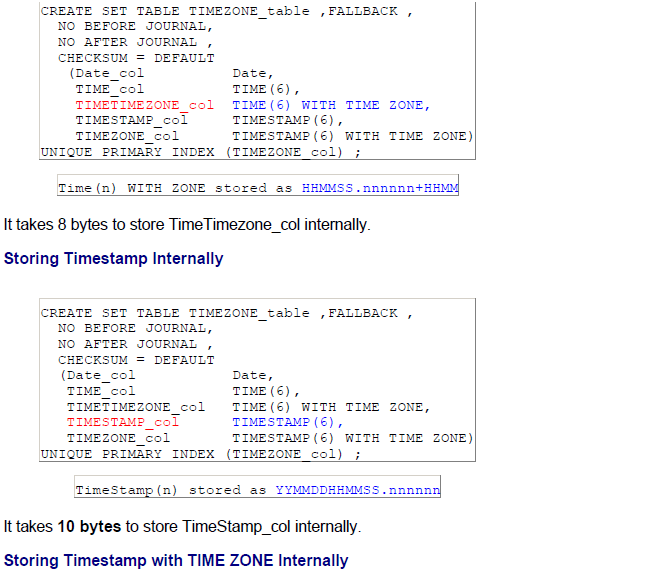 CREATE SET TABLE TIMEZONE_table ,FALLBACK ,
NO BEFORE JOURNAL,
NO AFTER JOURNAL ,
CHECKSUM = DEFAULT
(Date_col Date,
TIME_col TIME(6),
TIMETIMEZONE_col TIME(6) WITH TIME ZONE,
TIMESTAMP_col TIMESTAMP(6),
TIMEZONE_col TIMESTAMP(6) WITH TIME ZONE)
UNIQUE PRIMARY INDEX (TIMEZONE_col) ;
Time(n) WITH ZONE stored as HHMMSS.nnnnnn+HHMM
It takes 8 bytes to store TimeTimezone_col internally.
Storing Timestamp Internally
CREATE SET TABLE TIMEZONE_table ,FALLBACK ,
NO BEFORE JOURNAL,
NO AFTER JOURNAL ,
CHECKSUM = DEFAULT
(Date_col Date,
TIME_col TIME(6),
TIMETIMEZONE_col TIME(6) WITH TIME ZONE,
TIMESTAMP_col TIMESTAMP(6),
TIMEZONE_col TIMESTAMP(6) WITH TIME ZONE)
UNIQUE PRIMARY INDEX (TIMEZONE_col) ;
TimeStamp(n) stored as YYMMDDHHMMSS.nnnnnn
It takes 10 bytes to store TimeStamp_col internally.
Storing Timestamp with TIME ZONE Internally